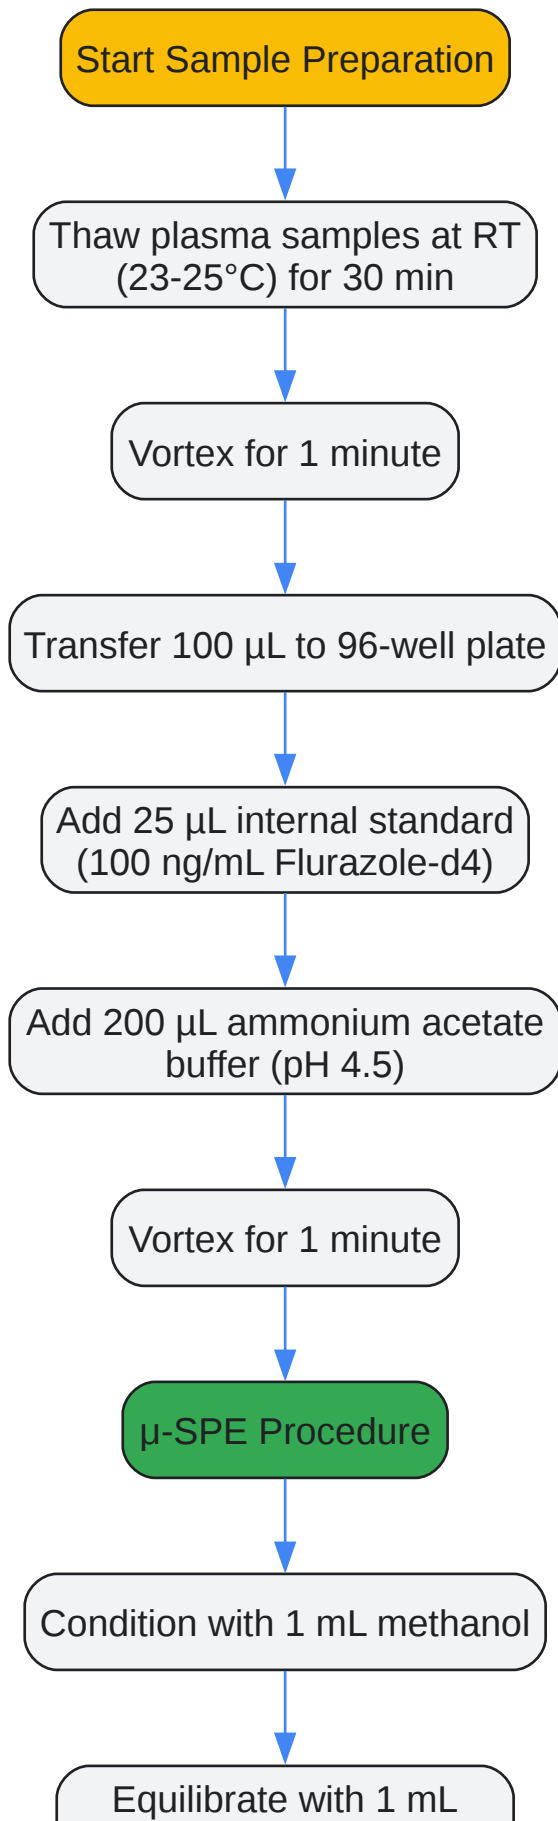 Start Sample Preparation
Thaw plasma samples at RT
(23-25°C) for 30 min
Vortex for 1 minute
Transfer 100 µL to 96-well plate
Add 25 µL internal standard
(100 ng/mL Flurazole-d4)
Add 200 µL ammonium acetate
buffer (pH 4.5)
Vortex for 1 minute
µ-SPE Procedure
Condition with 1 mL methanol
Equilibrate with 1 mL